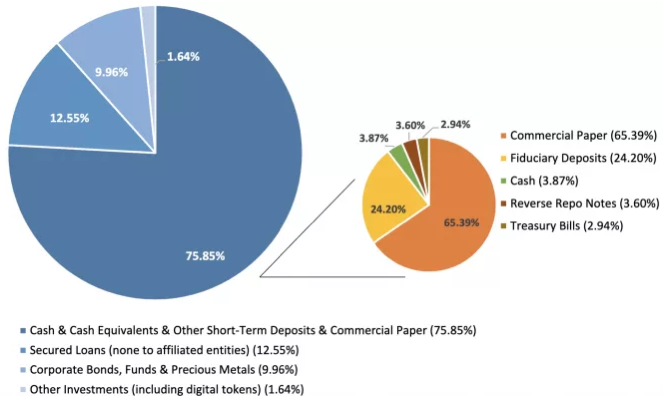 1.64%
9.96%
12.55%
75.85%
3.87%
3.60%
2.94%
24.20%
65.39%
Commercial Paper (65.39%)
Fiduciary Deposits (24.20%)
Cash (3.87%)
Reverse Repo Notes (3.60%)
Treasury Bills (2.94%)
Cash & Cash Equivalents & Other Short-Term Deposits & Commercial Paper (75.85%)
Secured Loans (none to affiliated entities) (12.55%)
Corporate Bonds, Funds & Precious Metals (9.96%)
Other Investments (including digital tokens) (1.64%)